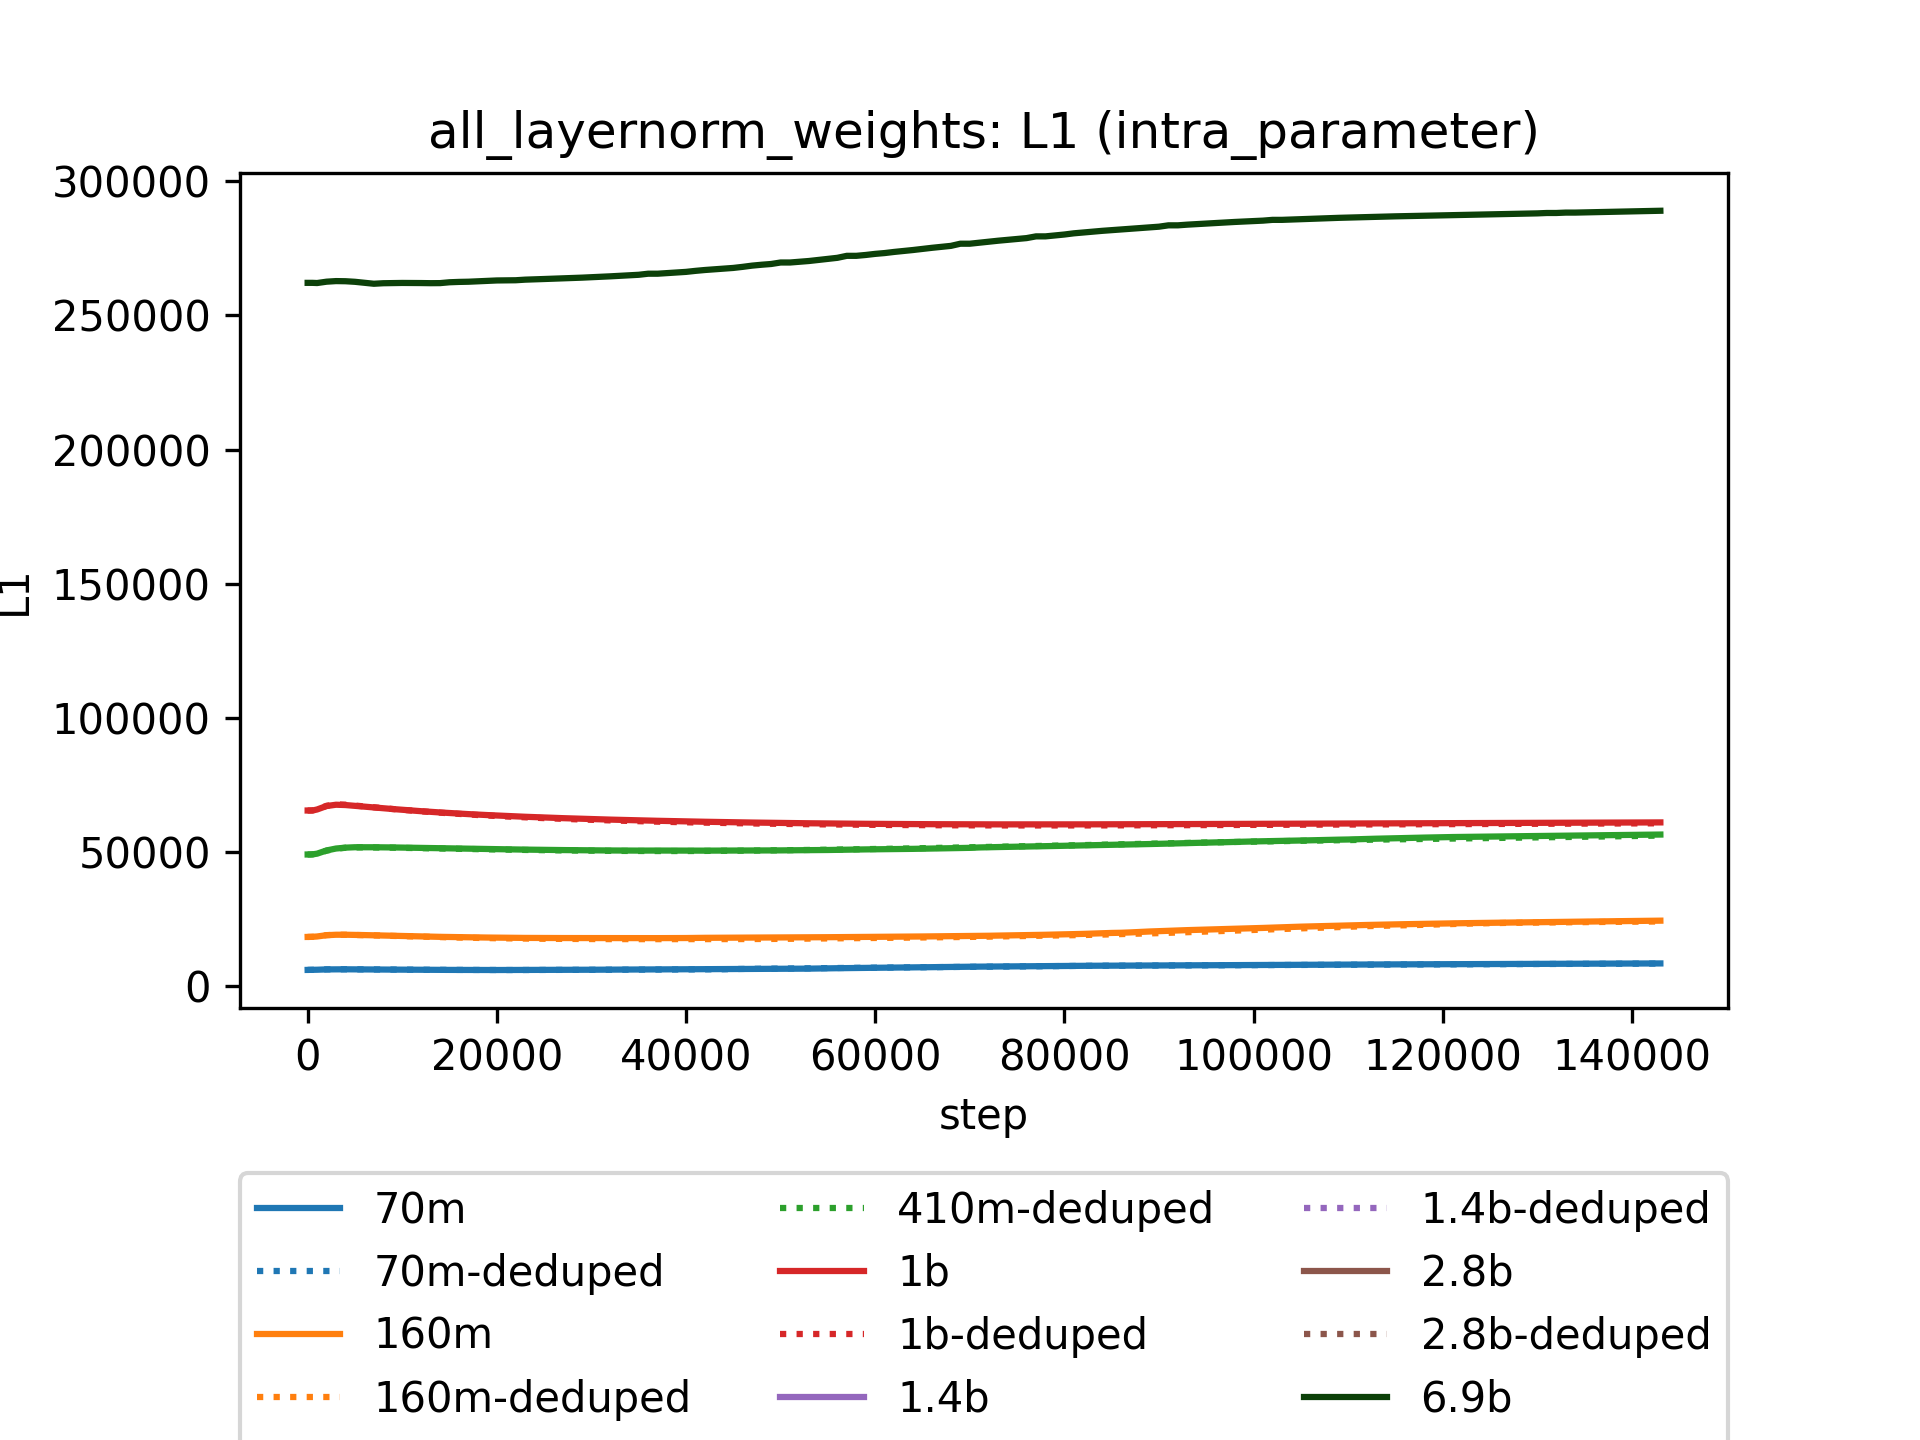 all_layernorm_weights: L1 (intra_parameter)
300000
250000
200000
150000
100000
50000
0
L1
0 20000 40000 60000 80000 100000 120000 140000
step
70m
70m-deduped
160m
160m-deduped
410m-deduped
1b
1b-deduped
1.4b
1.4b-deduped
2.8b
2.8b-deduped
6.9b